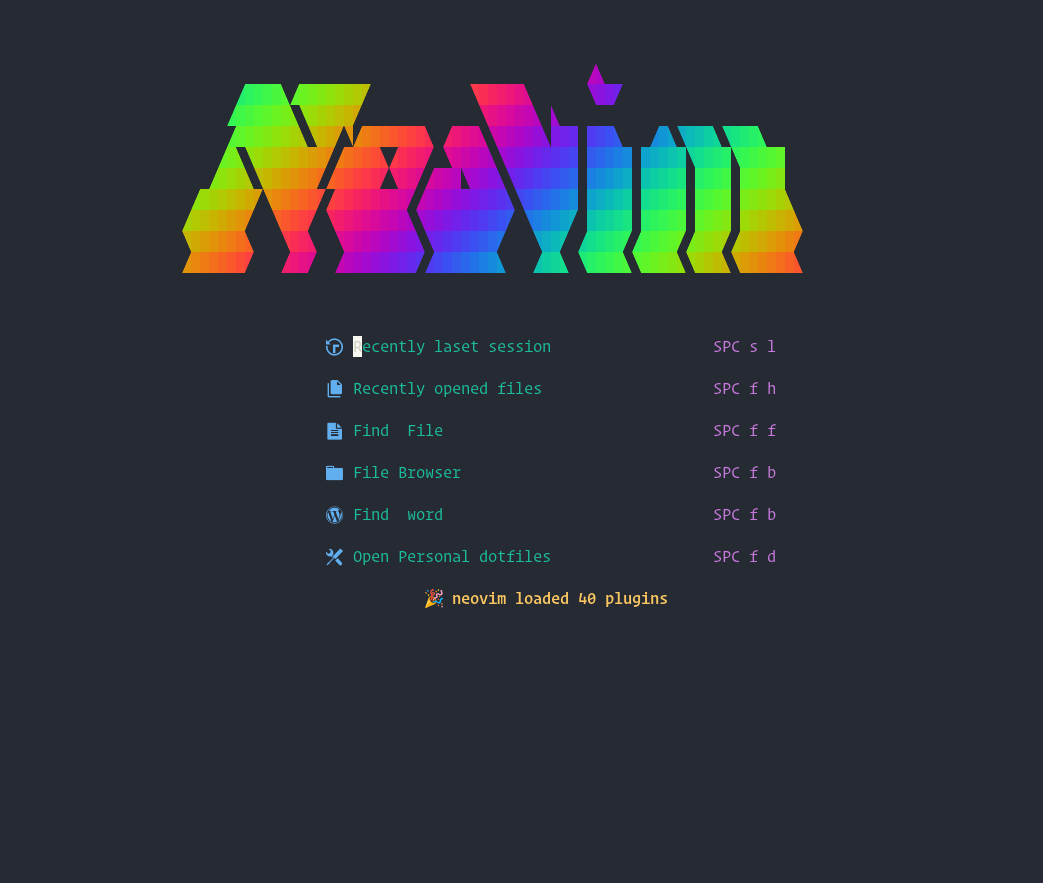 NeoVim
Recently laset session SPC s l
Recently opened files SPC f h
Find  File SPC f f
File Browser SPC f b
Find  word SPC f b
Open Personal dotfiles SPC f d
🎉 neovim loaded 40 plugins